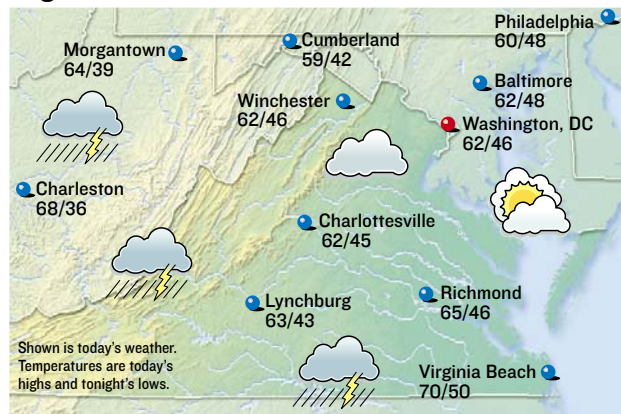 Philadelphia
60/48
Morgantown
64/39
Cumberland
59/42
Baltimore
62/48
Winchester
62/46
Washington, DC
62/46
Charleston
68/36
Charlottesville
62/45
Lynchburg
63/43
Richmond
65/46
Shown is today's weather.
Temperatures are today's
highs and tonight's lows.
Virginia Beach
70/50